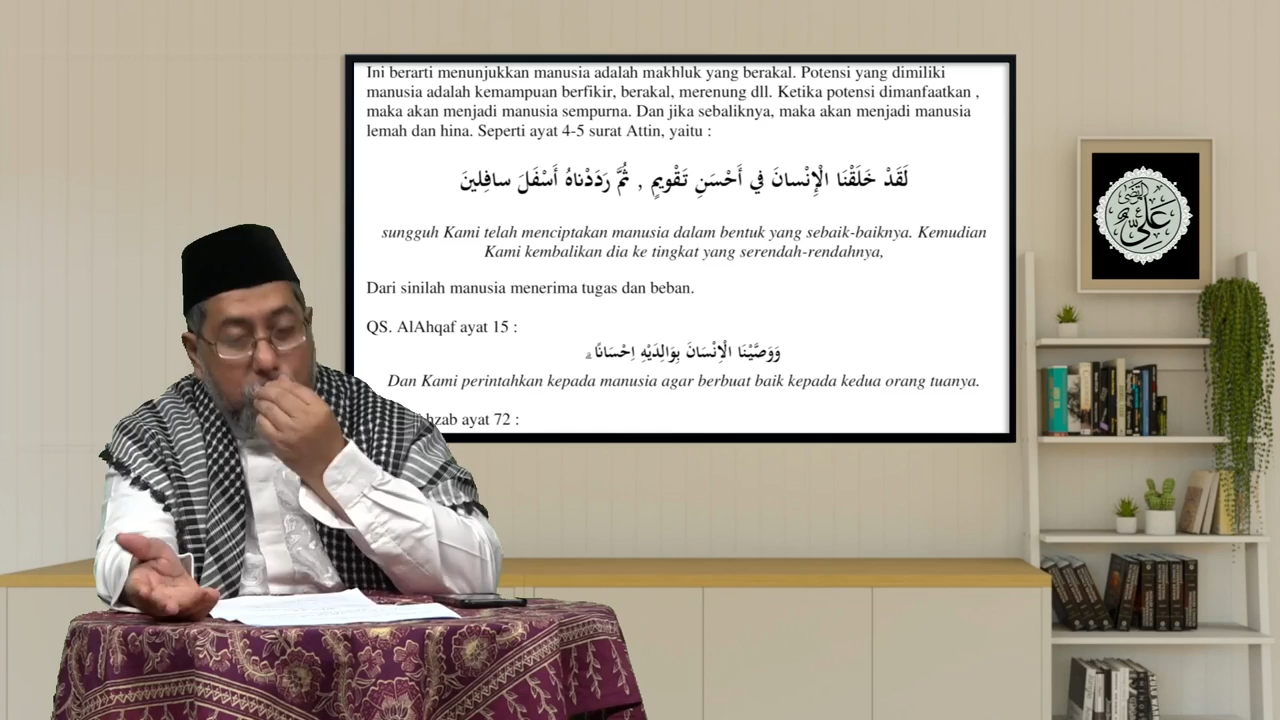 Ini berarti menunjukkan manusia adalah makhluk yang berakal. Potensi yang dimiliki
manusia adalah kemampuan berfikir, berakal, merenung dll. Ketika potensi dimanfaatkan ,
maka akan menjadi manusia sempurna. Dan jika sebaliknya, maka akan menjadi manusia
lemah dan hina. Seperti ayat 4-5 surat Attin, yaitu :
لَقَدْ خَلَقْنَا الْإِنْسانَ في أَحْسَنِ تَقْويمٍ , ثُمَّ رَدَدْناهُ أَسْفَلَ سافِلينَ
sungguh Kami telah menciptakan manusia dalam bentuk yang sebaik-baiknya. Kemudian
Kami kembalikan dia ke tingkat yang serendah-rendahnya,
Dari sinilah manusia menerima tugas dan beban.
QS. AlAhqaf ayat 15 :
وَوَصَّيْنَا الْاِنْسَانَ بِوَالِدَيْهِ اِحْسَانًا
Dan Kami perintahkan kepada manusia agar berbuat baik kepada kedua orang tuanya.
hzab ayat 72 :
علي